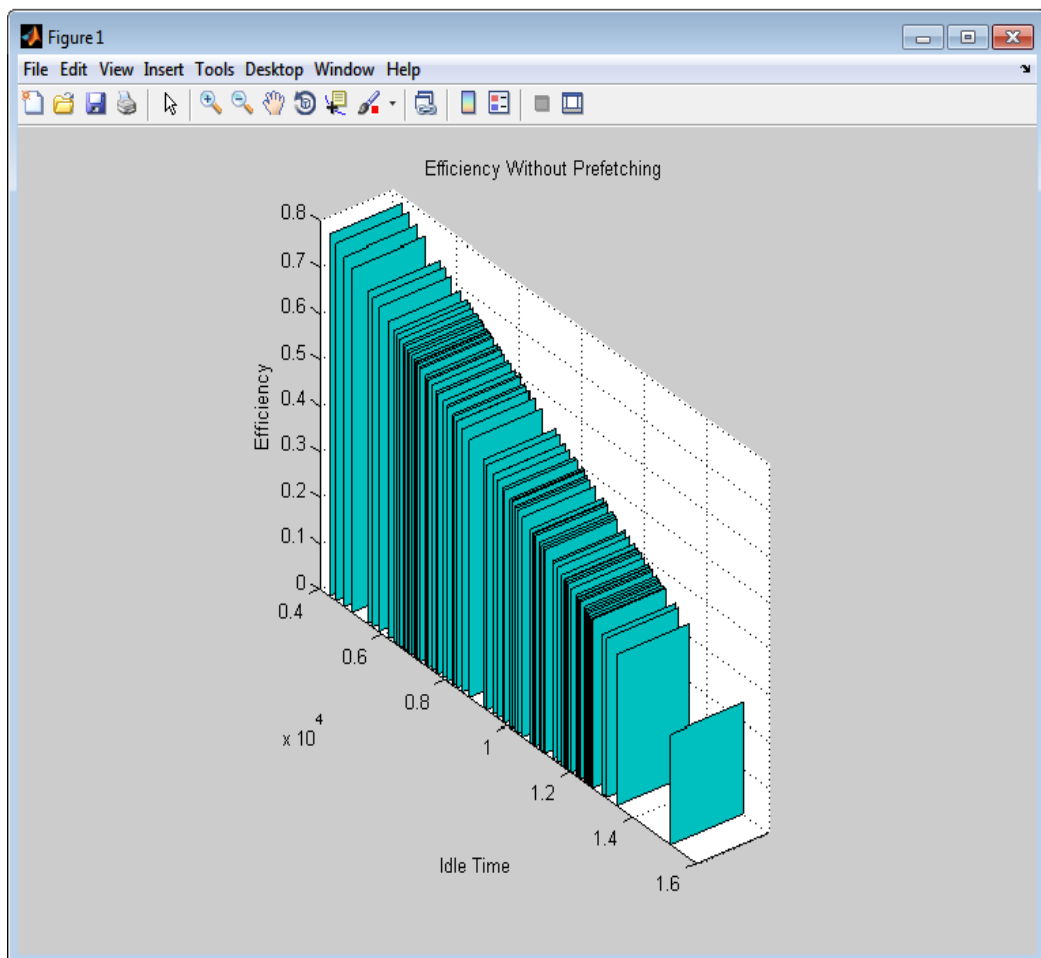 Figure 1
File Edit View Insert Tools Desktop Window Help
Efficiency Without Prefetching
0.8
0.7
0.6
0.5
0.4
0.3
0.2
0.1
0
Efficiency
0.4
0.6
0.8
1
1.2
1.4
1.6
x 10^4
Idle Time